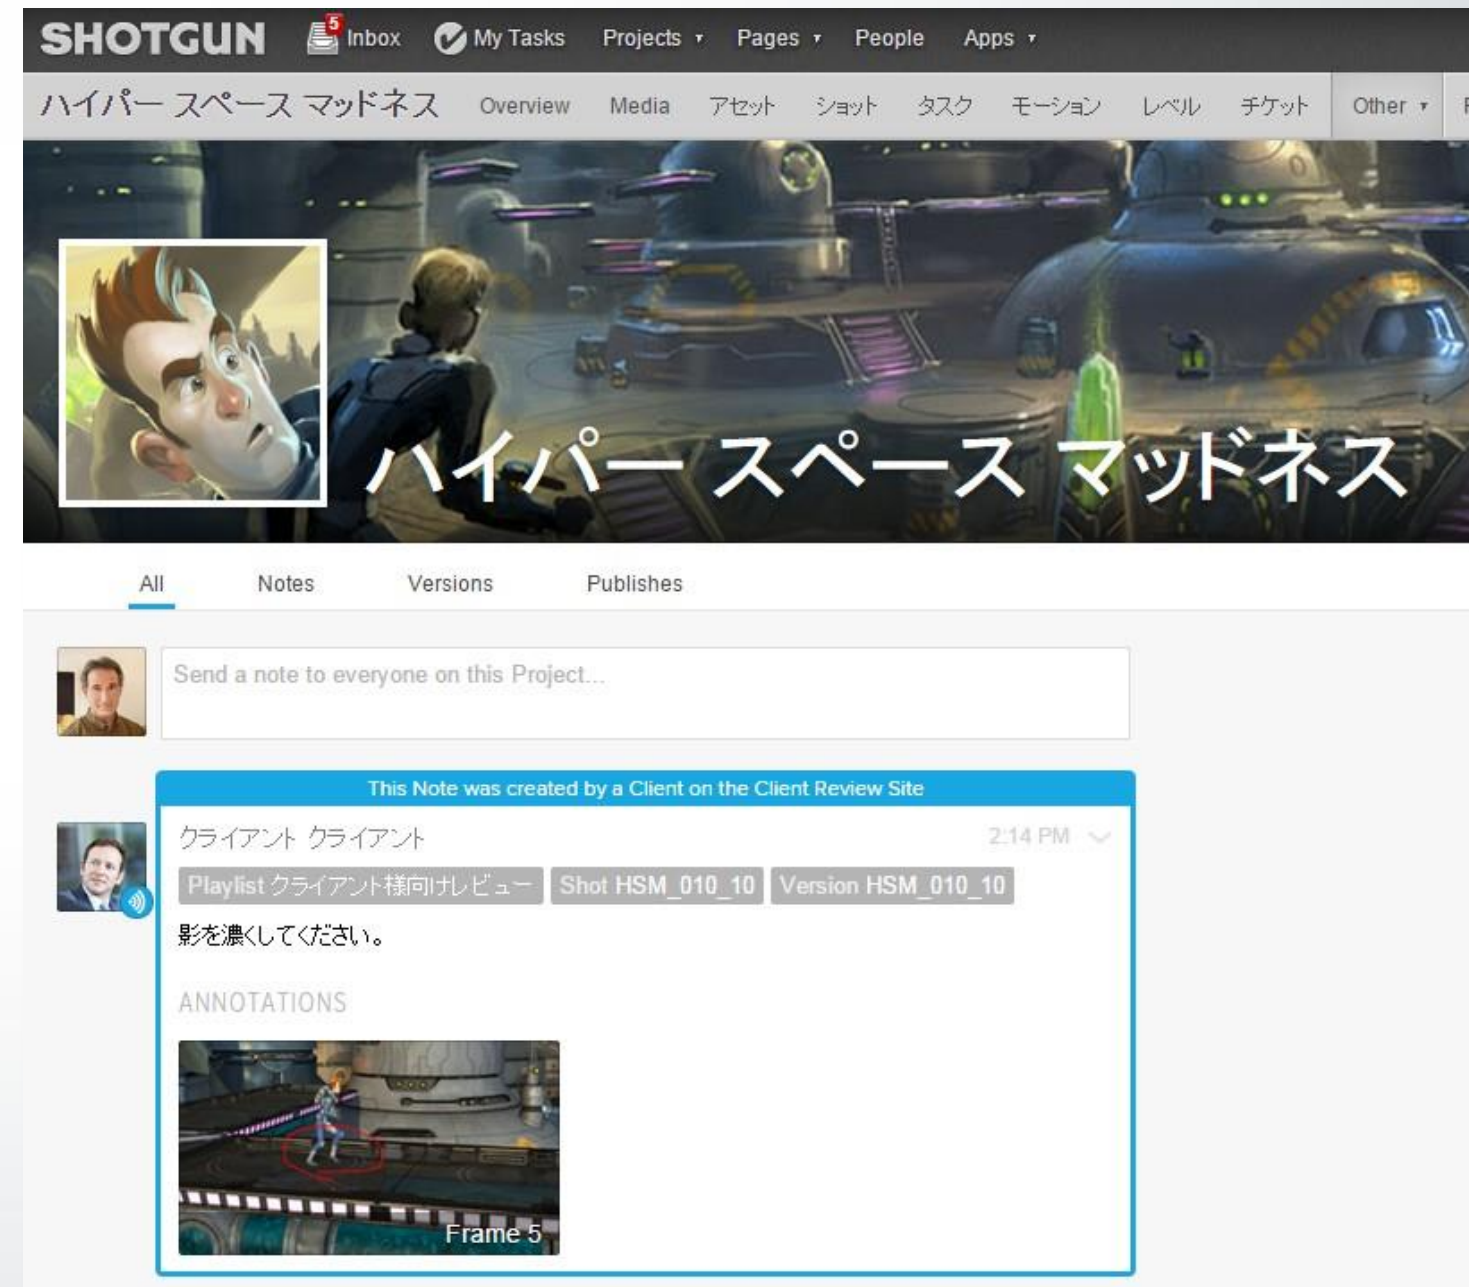 SHOTGUN 5 Inbox My Tasks Projects Pages People Apps
ハイパー スペース マッドネス Overview Media アセット ショット タスク モーション レベル チケット Other
ハイパー スペース マッドネス
All Notes Versions Publishes
Send a note to everyone on this Project...
This Note was created by a Client on the Client Review Site
クライアント クライアント 2:14 PM
Playlist クライアント様向けレビュー Shot HSM_010_10 Version HSM_010_10
影を濃くしてください。
ANNOTATIONS
Frame 5